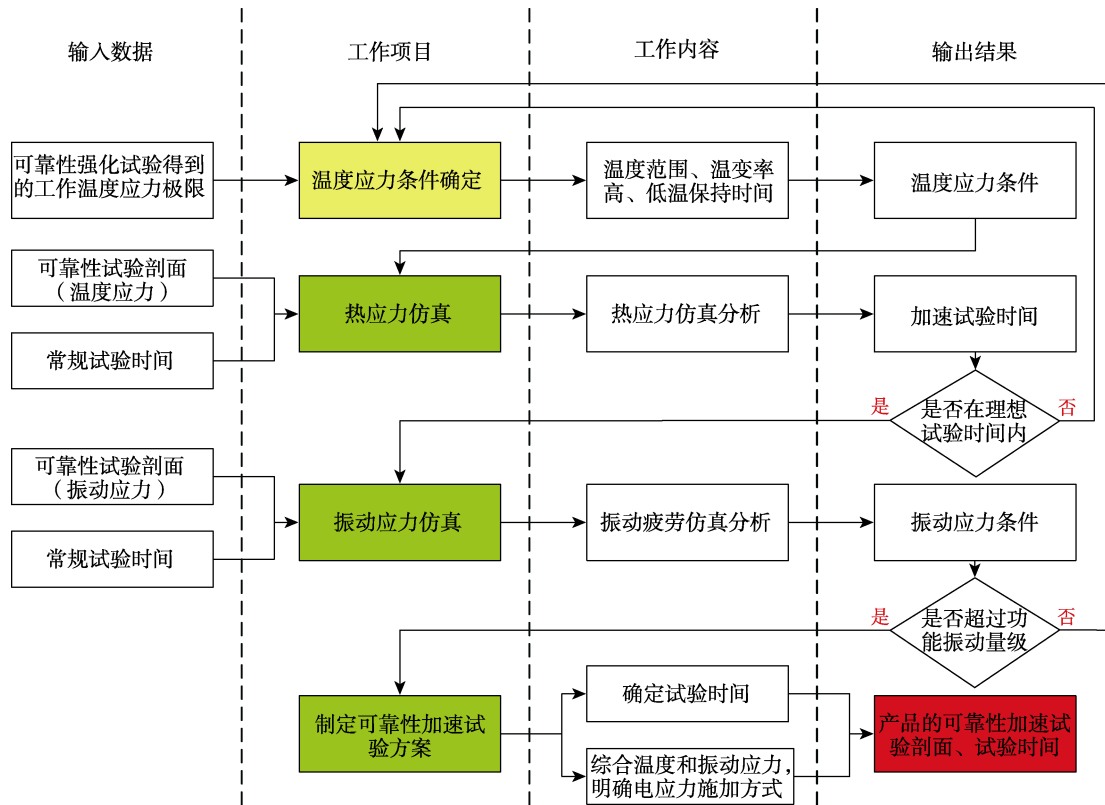 输入数据
工作项目
工作内容
输出结果
可靠性强化试验得到
的工作温度应力极限
温度应力条件确定
温度范围、温变率
高、低温保持时间
温度应力条件
可靠性试验剖面
（温度应力）
常规试验时间
热应力仿真
热应力仿真分析
加速试验时间
是
是否在理想
试验时间内
否
可靠性试验剖面
（振动应力）
常规试验时间
振动应力仿真
振动疲劳仿真分析
振动应力条件
是
是否超过功
能振动量级
否
制定可靠性加速试
验方案
确定试验时间
综合温度和振动应力，
明确电应力施加方式
产品的可靠性加速试
验剖面、试验时间